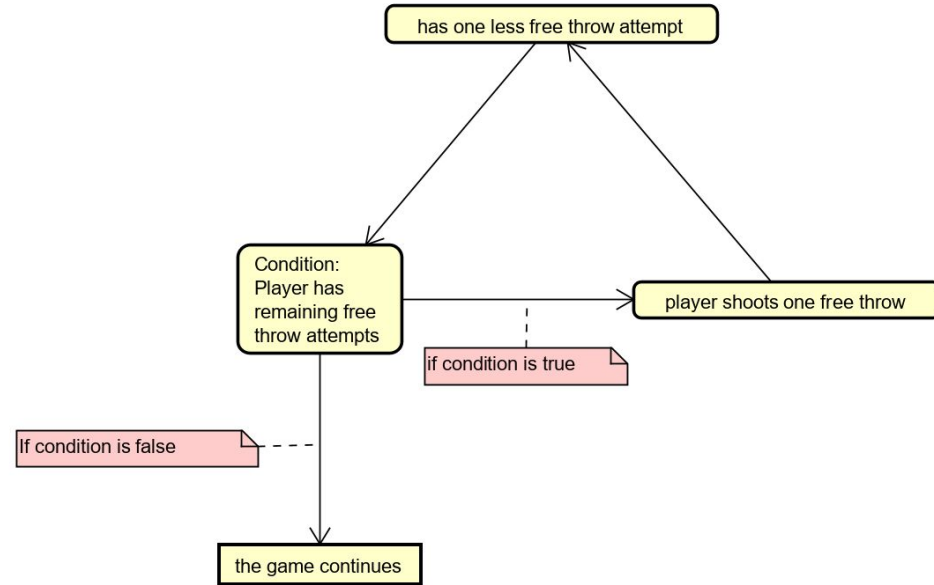 has one less free throw attempt
Condition:
Player has
remaining free
throw attempts
player shoots one free throw
if condition is true
If condition is false
the game continues